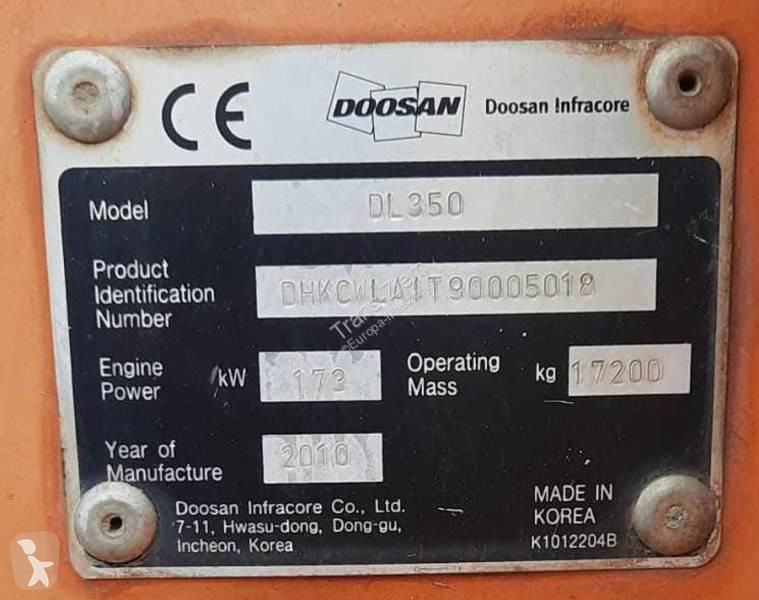 CE DOOSAN Doosan Infracore
Model DL350
Product
Identification
Number DHKCWLA1T90005018
Engine
Power kW 173 Operating
Mass kg 17200
Year of
Manufacture 2010
Doosan Infracore Co., Ltd.
7-11, Hwasu-dong, Dong-gu,
Incheon, Korea
MADE IN
KOREA
K1012204B